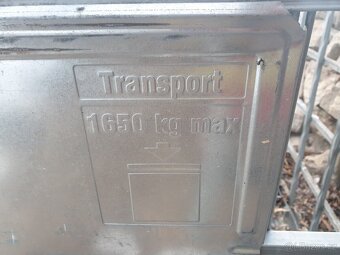 Transport
1650 kg max